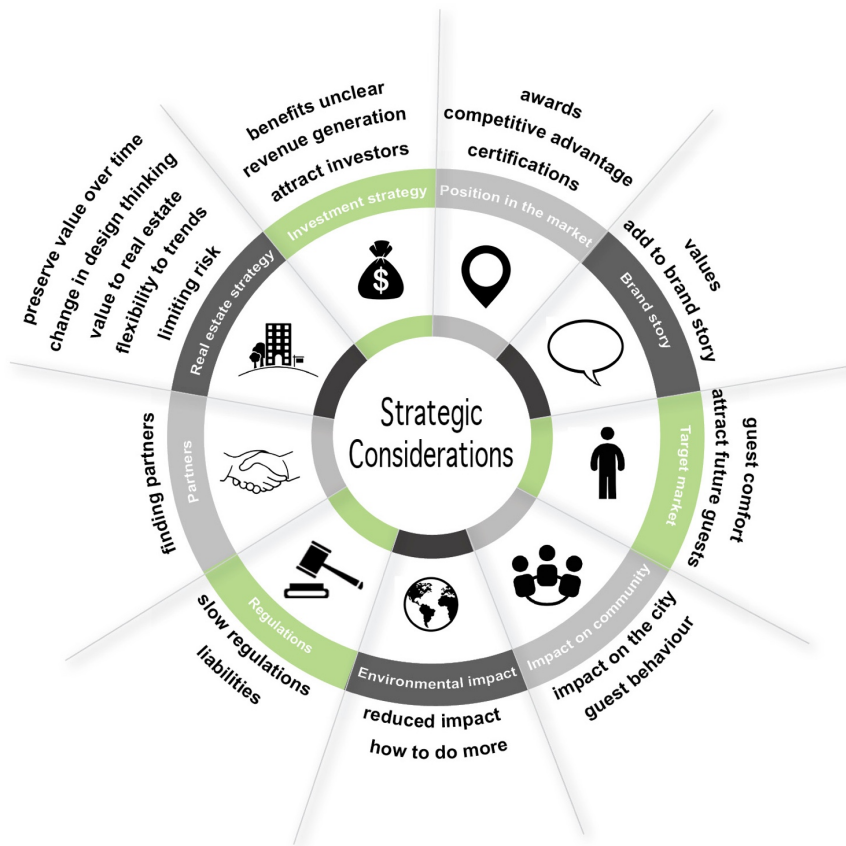 Strategic
Considerations
Investment strategy
benefits unclear
revenue generation
attract investors
$
Position in the market
awards
competitive advantage
certifications
Brand story
values
add to brand story
Target market
guest comfort
attract future guests
Impact on community
impact on the city
guest behaviour
Environmental impact
reduced impact
how to do more
Regulations
slow regulations
liabilities
Partners
finding partners
Real estate strategy
preserve value over time
change in design thinking
value to real estate
flexibility to trends
limiting risk